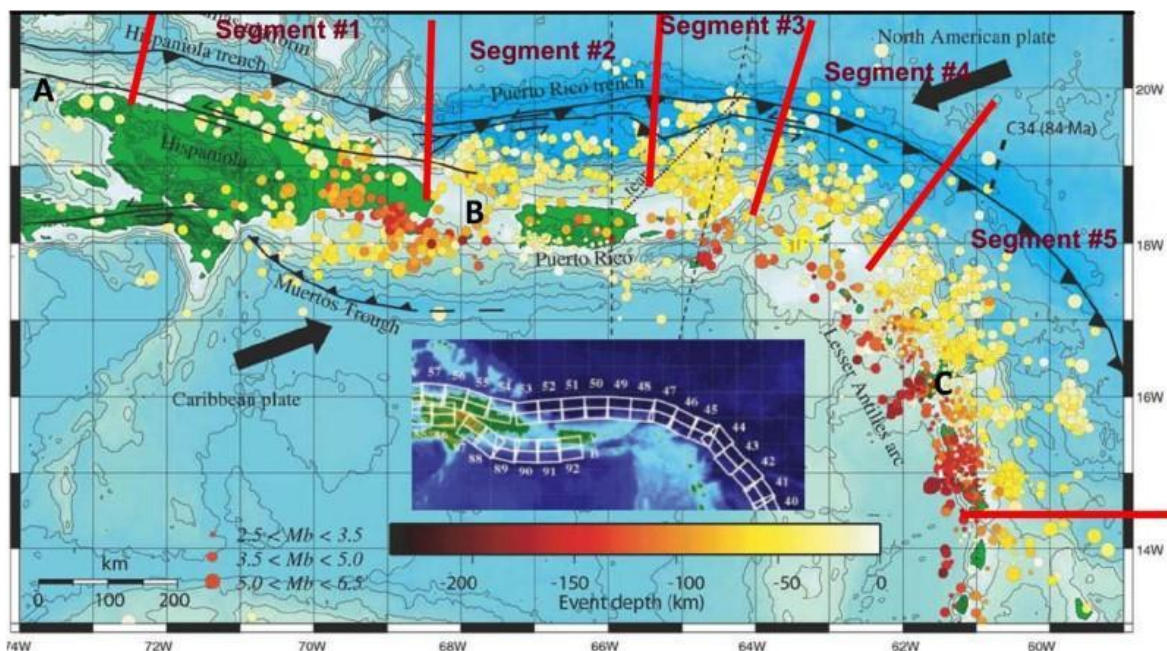 Segment #1
Segment #2
Segment #3
Segment #4
Segment #5
Hispaniola trench
North American plate
Puerto Rico trench
C34 (84 Ma)
A
Hispaniola
tear
B
Puerto Rico
Muertos Trough
Caribbean plate
Lesser Antilles arc
C
57 56 55 54 53 52 51 50 49 48 47
46 45
44
43
42
41
40
88
89 90 91 92
2.5 < Mb < 3.5
3.5 < Mb < 5.0
5.0 < Mb < 6.5
km
0 100 200
-200 -150 -100 -50 0
Event depth (km)
20W
18W
16W
14W
74W 72W 70W 68W 66W 64W 62W 60W